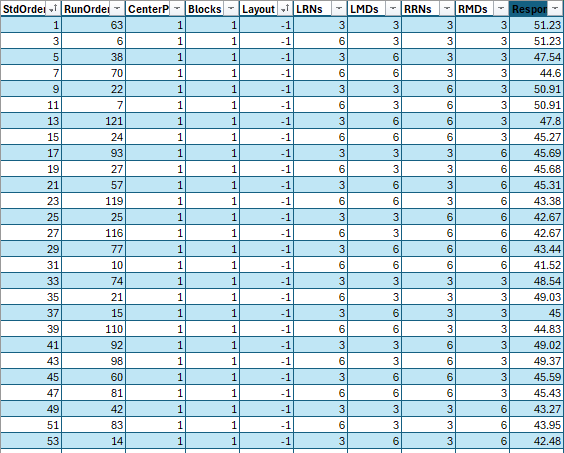 StdOrder RunOrder CenterP Blocks Layout LRNs LMDs RRNs RMDs Respor
1 63 1 1 -1 3 3 3 3 51.23
3 6 1 1 -1 6 3 3 3 51.23
5 38 1 1 -1 3 6 3 3 47.54
7 70 1 1 -1 6 6 3 3 44.6
9 22 1 1 -1 3 3 6 3 50.91
11 7 1 1 -1 6 3 6 3 50.91
13 121 1 1 -1 3 6 6 3 47.8
15 24 1 1 -1 6 6 6 3 45.27
17 93 1 1 -1 3 3 3 6 45.69
19 27 1 1 -1 6 3 3 6 45.68
21 57 1 1 -1 3 6 3 6 45.31
23 119 1 1 -1 6 6 3 6 43.38
25 25 1 1 -1 3 3 6 6 42.67
27 116 1 1 -1 6 3 6 6 42.67
29 77 1 1 -1 3 6 6 6 43.44
31 10 1 1 -1 6 6 6 6 41.52
33 74 1 1 -1 3 3 3 3 48.54
35 21 1 1 -1 6 3 3 3 49.03
37 15 1 1 -1 3 6 3 3 45
39 110 1 1 -1 6 6 3 3 44.83
41 92 1 1 -1 3 3 6 3 49.02
43 98 1 1 -1 6 3 6 3 49.37
45 60 1 1 -1 3 6 6 3 45.59
47 81 1 1 -1 6 6 6 3 45.43
49 42 1 1 -1 3 3 3 6 43.27
51 83 1 1 -1 6 3 3 6 43.95
53 14 1 1 -1 3 6 3 6 42.48